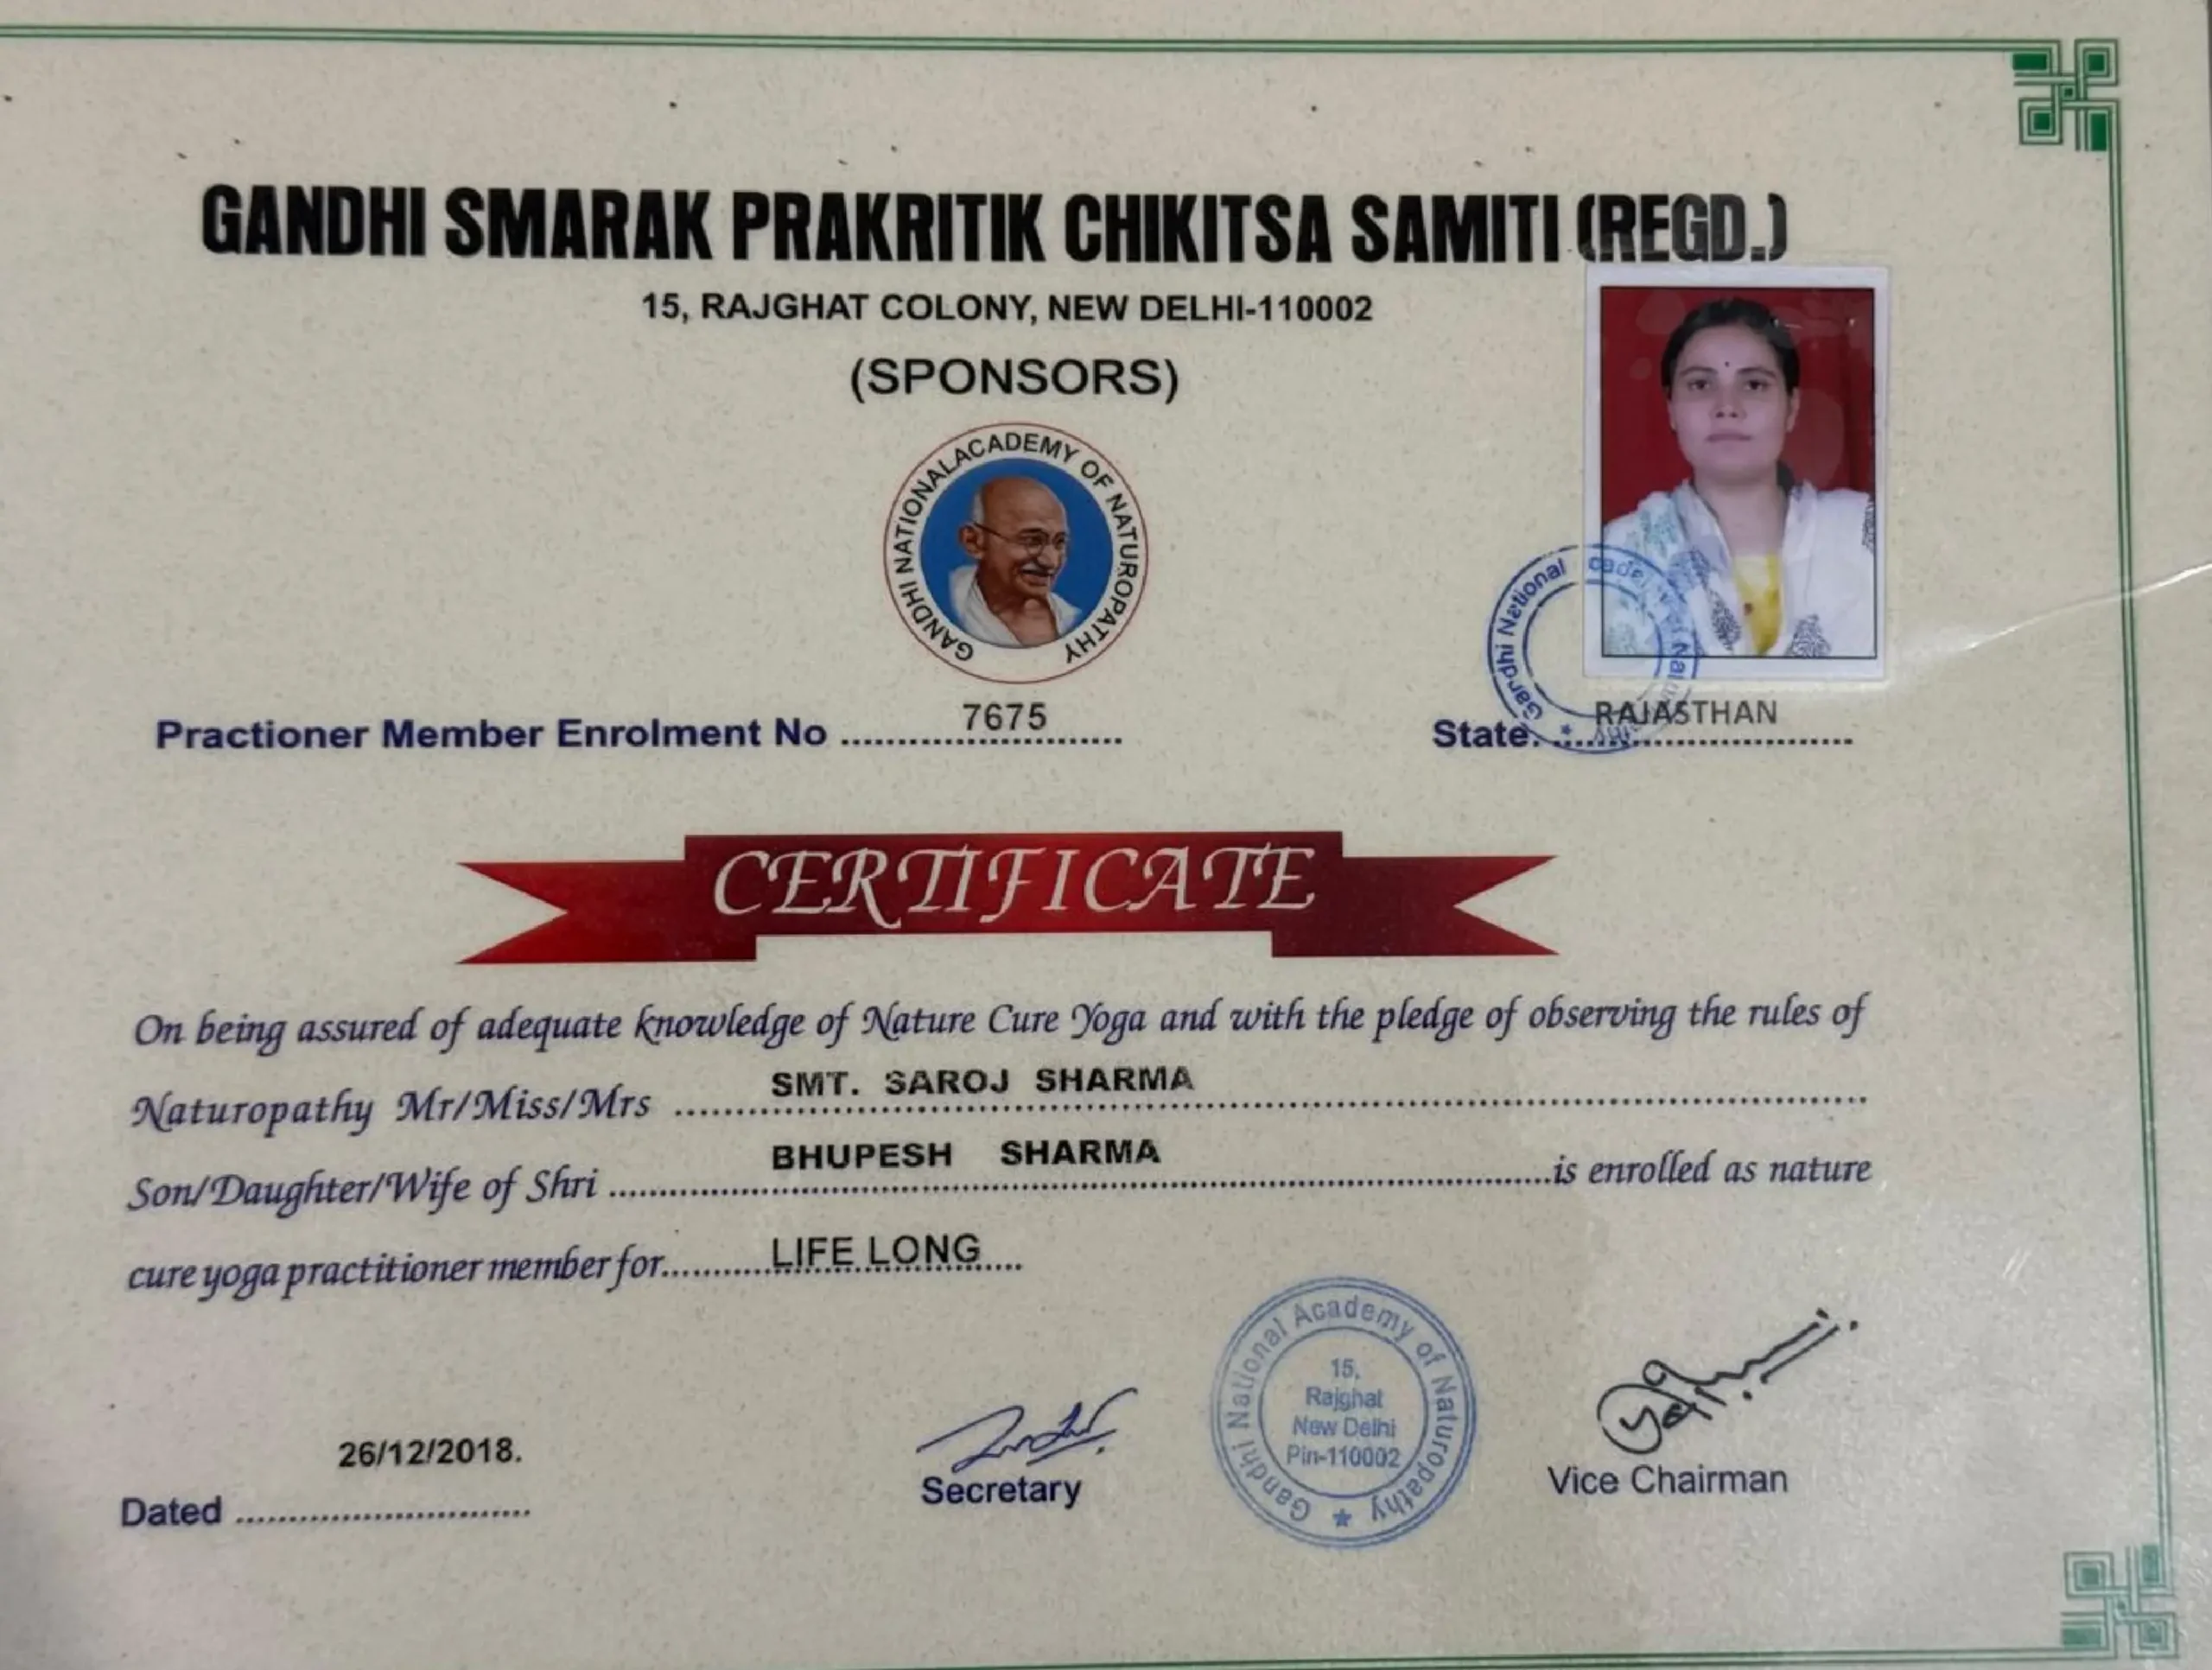 GANDHI SMARAK PRAKRITIK CHIKITSA SAMITI (REGD.)
15, RAJGHAT COLONY, NEW DELHI-110002
(SPONSORS)
GANDHI NATIONAL ACADEMY OF NATUROPATHY
Gandhi National
Practioner Member Enrolment No 7675
State. RAJASTHAN
CERTIFICATE
On being assured of adequate knowledge of Nature Cure Yoga and with the pledge of observing the rules of
Naturopathy Mr/Miss/Mrs SMT. SAROJ SHARMA
Son/Daughter/Wife of Shri BHUPESH SHARMA is enrolled as nature
cure yoga practitioner member for LIFE LONG
Dated 26/12/2018.
Secretary
Gandhi National Academy of Naturopathy
15,
Rajghat
New Delhi
Pin-110002
Vice Chairman